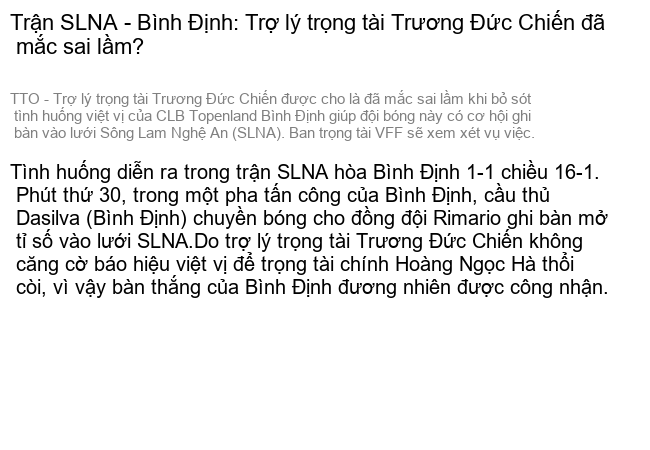 Trận SLNA - Bình Định: Trợ lý trọng tài Trương Đức Chiến đã
mắc sai lầm?
TTO - Trợ lý trọng tài Trương Đức Chiến được cho là đã mắc sai lầm khi bỏ sót
tình huống việt vị của CLB Topenland Bình Định giúp đội bóng này có cơ hội ghi
bàn vào lưới Sông Lam Nghệ An (SLNA). Ban trọng tài VFF sẽ xem xét vụ việc.
Tình huống diễn ra trong trận SLNA hòa Bình Định 1-1 chiều 16-1.
Phút thứ 30, trong một pha tấn công của Bình Định, cầu thủ
Dasilva (Bình Định) chuyền bóng cho đồng đội Rimario ghi bàn mở
tỉ số vào lưới SLNA.Do trợ lý trọng tài Trương Đức Chiến không
căng cờ báo hiệu việt vị để trọng tài chính Hoàng Ngọc Hà thổi
còi, vì vậy bàn thắng của Bình Định đương nhiên được công nhận.